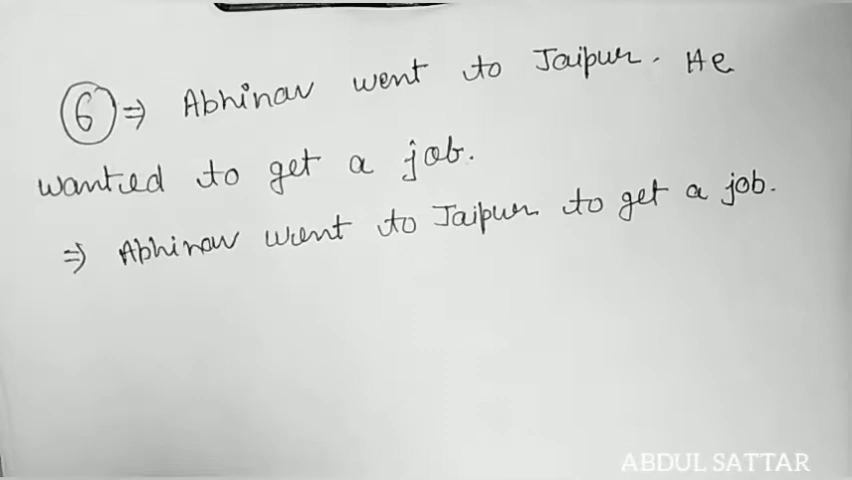 6 ⇒ Abhinav went to Jaipur. He
wanted to get a job.
⇒ Abhinav went to Jaipur to get a job.
ABDUL SATTAR